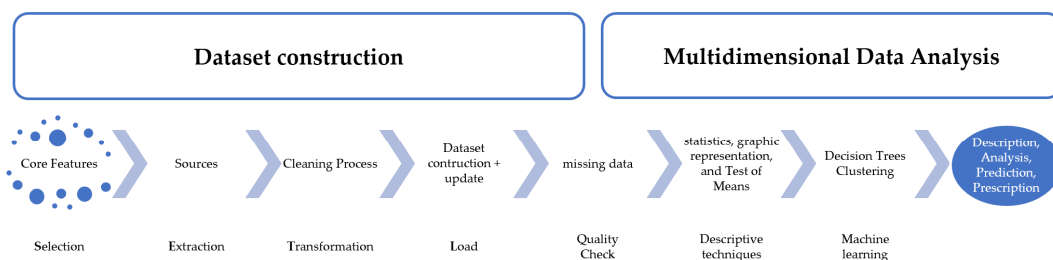 Dataset construction
Multidimensional Data Analysis
Core Features
Sources
Cleaning Process
Dataset
contruction +
update
missing data
statistics, graphic
representation,
and Test of
Means
Decision Trees
Clustering
Description,
Analysis,
Prediction,
Prescription
Selection
Extraction
Transformation
Load
Quality
Check
Descriptive
techniques
Machine
learning